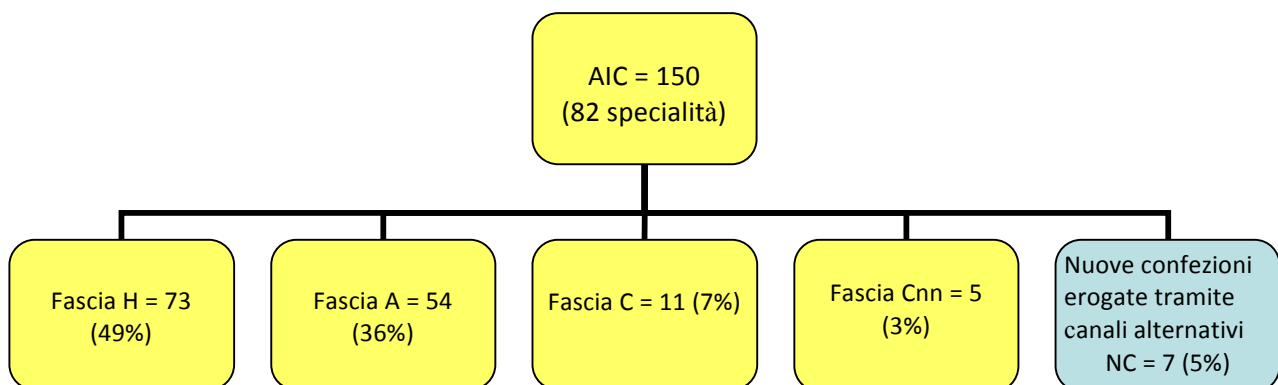 AIC = 150
(82 specialità)
Fascia H = 73
(49%)
Fascia A = 54
(36%)
Fascia C = 11 (7%)
Fascia Cnn = 5
(3%)
Nuove confezioni
erogate tramite
canali alternativi
NC = 7 (5%)